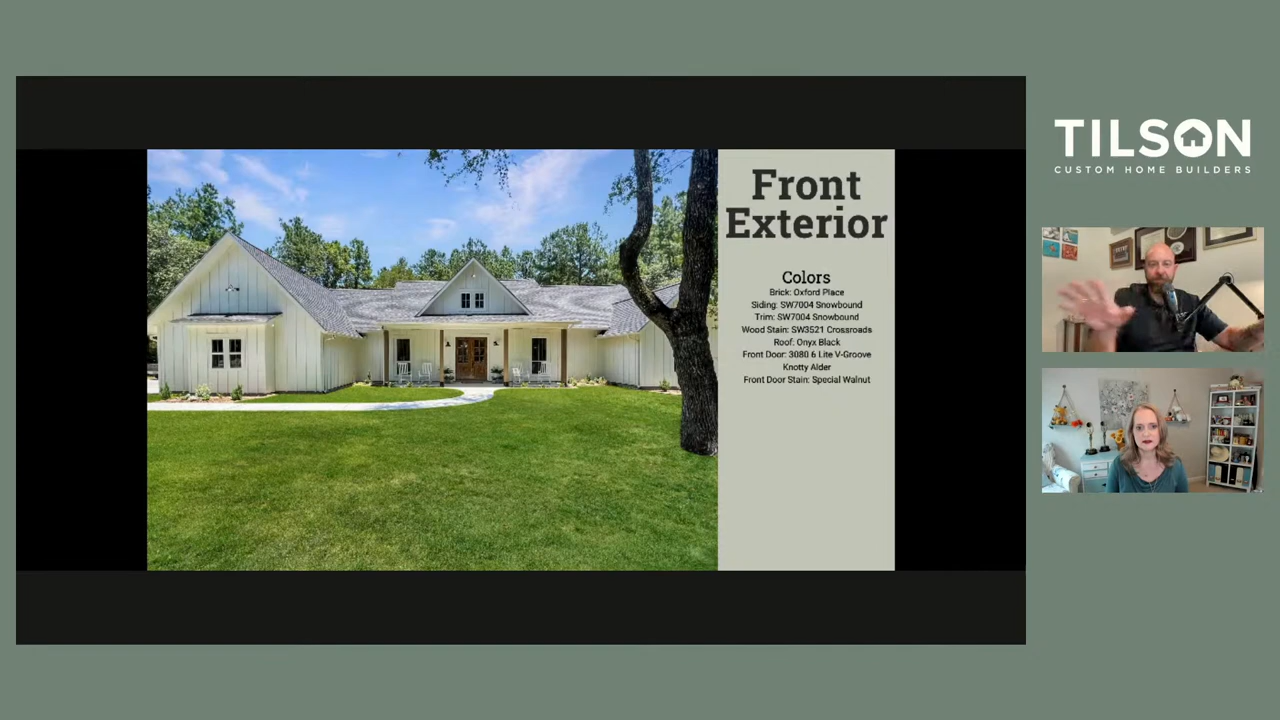 Front
Exterior
Colors
Brick: Oxford Place
Siding: SW7004 Snowbound
Trim: SW7004 Snowbound
Wood Stain: SW3521 Crossroads
Roof: Onyx Black
Front Door: 3080 6 Lite V-Groove
Knotty Alder
Front Door Stain: Special Walnut
TILSON
CUSTOM HOME BUILDERS